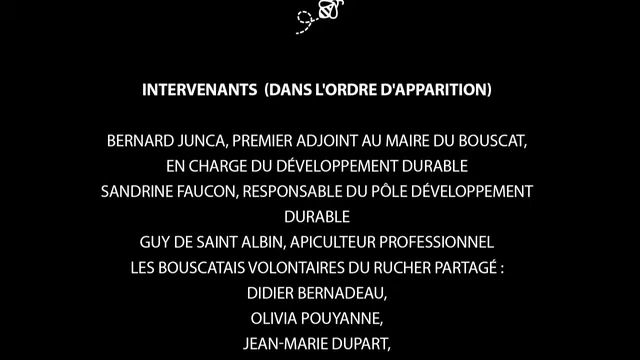 INTERVENANTS (DANS L'ORDRE D'APPARITION)
BERNARD JUNCA, PREMIER ADJOINT AU MAIRE DU BOUSCAT,
EN CHARGE DU DÉVELOPPEMENT DURABLE
SANDRINE FAUCON, RESPONSABLE DU PÔLE DÉVELOPPEMENT
DURABLE
GUY DE SAINT ALBIN, APICULTEUR PROFESSIONNEL
LES BOUSCATAIS VOLONTAIRES DU RUCHER PARTAGÉ :
DIDIER BERNADEAU,
OLIVIA POUYANNE,
JEAN-MARIE DUPART,